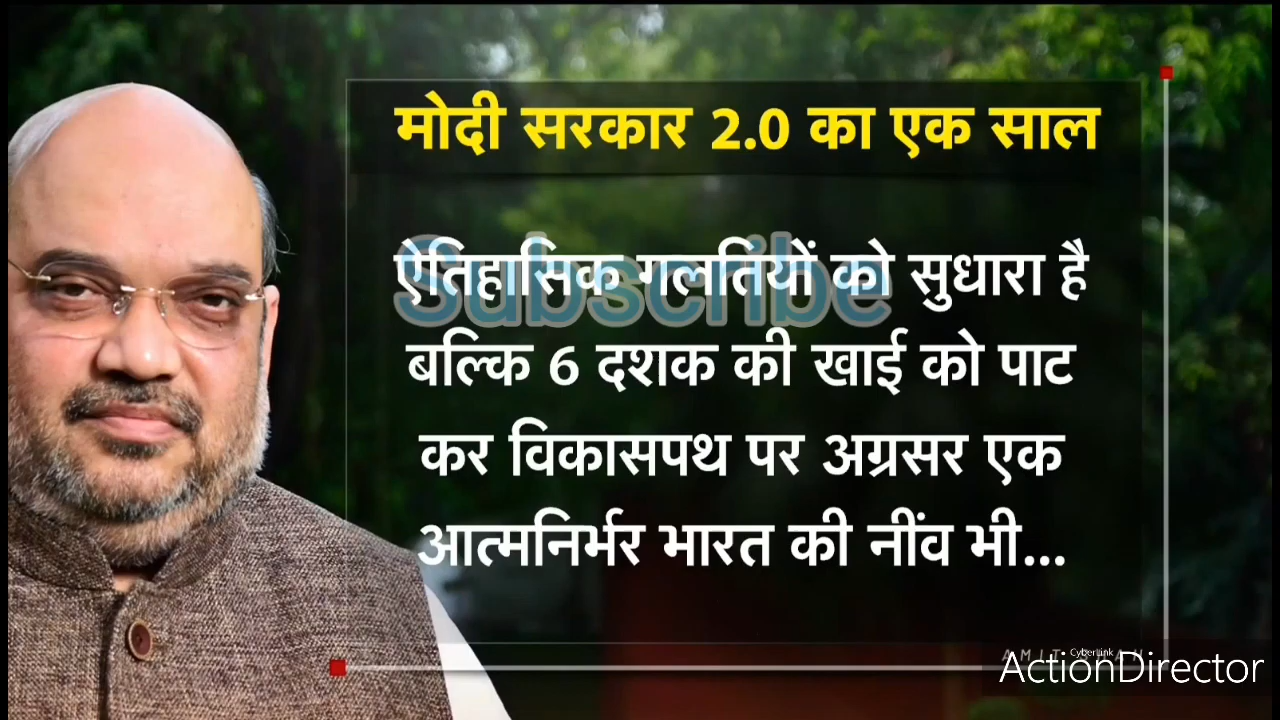 मोदी सरकार 2.0 का एक साल
Subscribe
ऐतिहासिक गलतियों को सुधारा है
बल्कि 6 दशक की खाई को पाट
कर विकासपथ पर अग्रसर एक
आत्मनिर्भर भारत की नींव भी...
CyberLink
ActionDirector